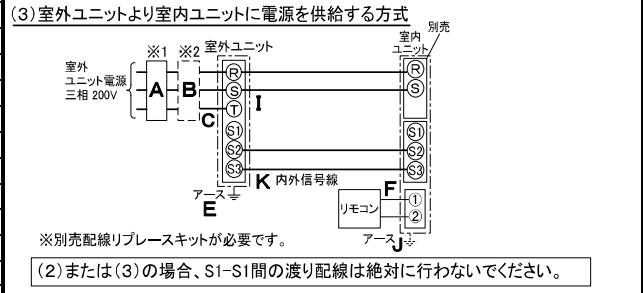 (3)室外ユニットより室内ユニットに電源を供給する方式
※1 ※2 室外ユニット
室内
ユニット
別売
室外
ユニット電源
三相 200V
A B C
R
S
T
S1
S2
S3
I
R
S
S1
S2
S3
K 内外信号線
アース
E
リモコン
F
①
②
アース J
※別売配線リプレースキットが必要です。
(2)または(3)の場合、S1-S1間の渡り配線は絶対に行わないでください。